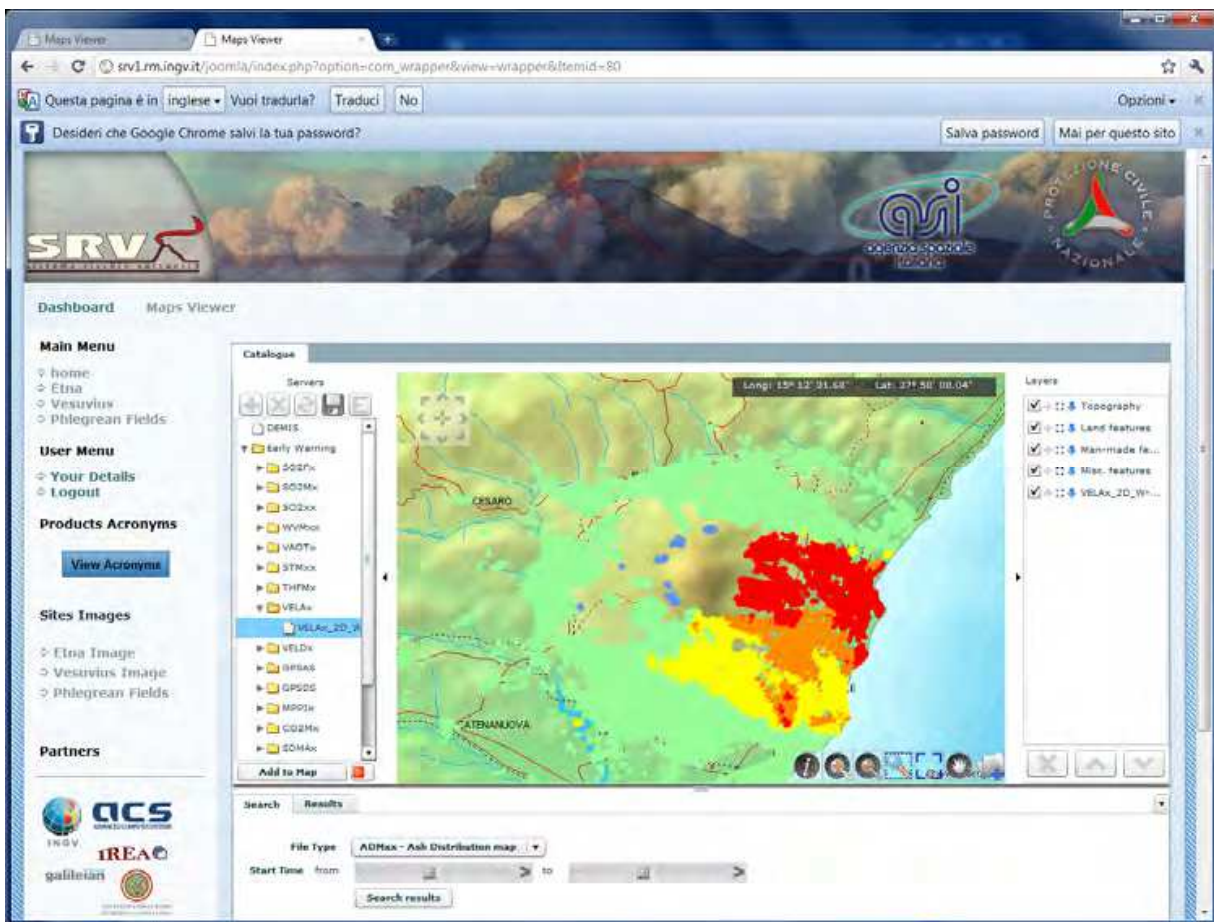 Maps Viewer
Maps Viewer
srv1.rm.ingv.it/joomla/index.php?option=com_wrapper&view=wrapper&Itemid=80
Questa pagina è in inglese Vuoi tradurla? Traduci No Opzioni
Desideri che Google Chrome salvi la tua password? Salva password Mai per questo sito
SRV
asi
agenzia spaziale
italiana
PROTEZIONE CIVILE
NAZIONALE
Dashboard Maps Viewer
Main Menu
home
Etna
Vesuvius
Phlegrean Fields
User Menu
Your Details
Logout
Products Acronyms
View Acronyms
Sites Images
Etna Image
Vesuvius Image
Phlegrean Fields
Partners
INGV
acs
IREA
galileian
Catalogue
Servers
DEMIS
Early Warning
SO2Fx
SO2Mx
SO2xx
WVMxx
VAOTx
STMxx
THFMx
VELAx
VELAx_2D_W
VELDx
GPSAS
GPSDS
MPPIx
CO2Mx
SDMAx
Add to Map
CESARO
CATENANUOVA
Layers
Topography
Land features
Man-made fe...
Misc. features
Search Results
File Type ADMax - Ash Distribution map
Start Time from to
Search results